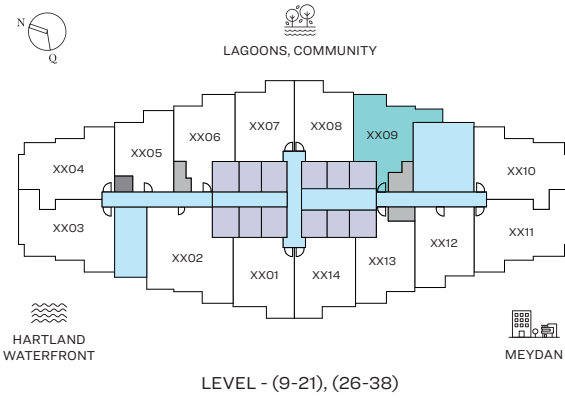 N
Q
LAGOONS, COMMUNITY
XX07
XX08
XX06
XX09
XX05
XX04
XX10
XX03
XX11
XX02
XX12
XX13
XX01
XX14
HARTLAND
WATERFRONT
MEYDAN
LEVEL - (9-21), (26-38)